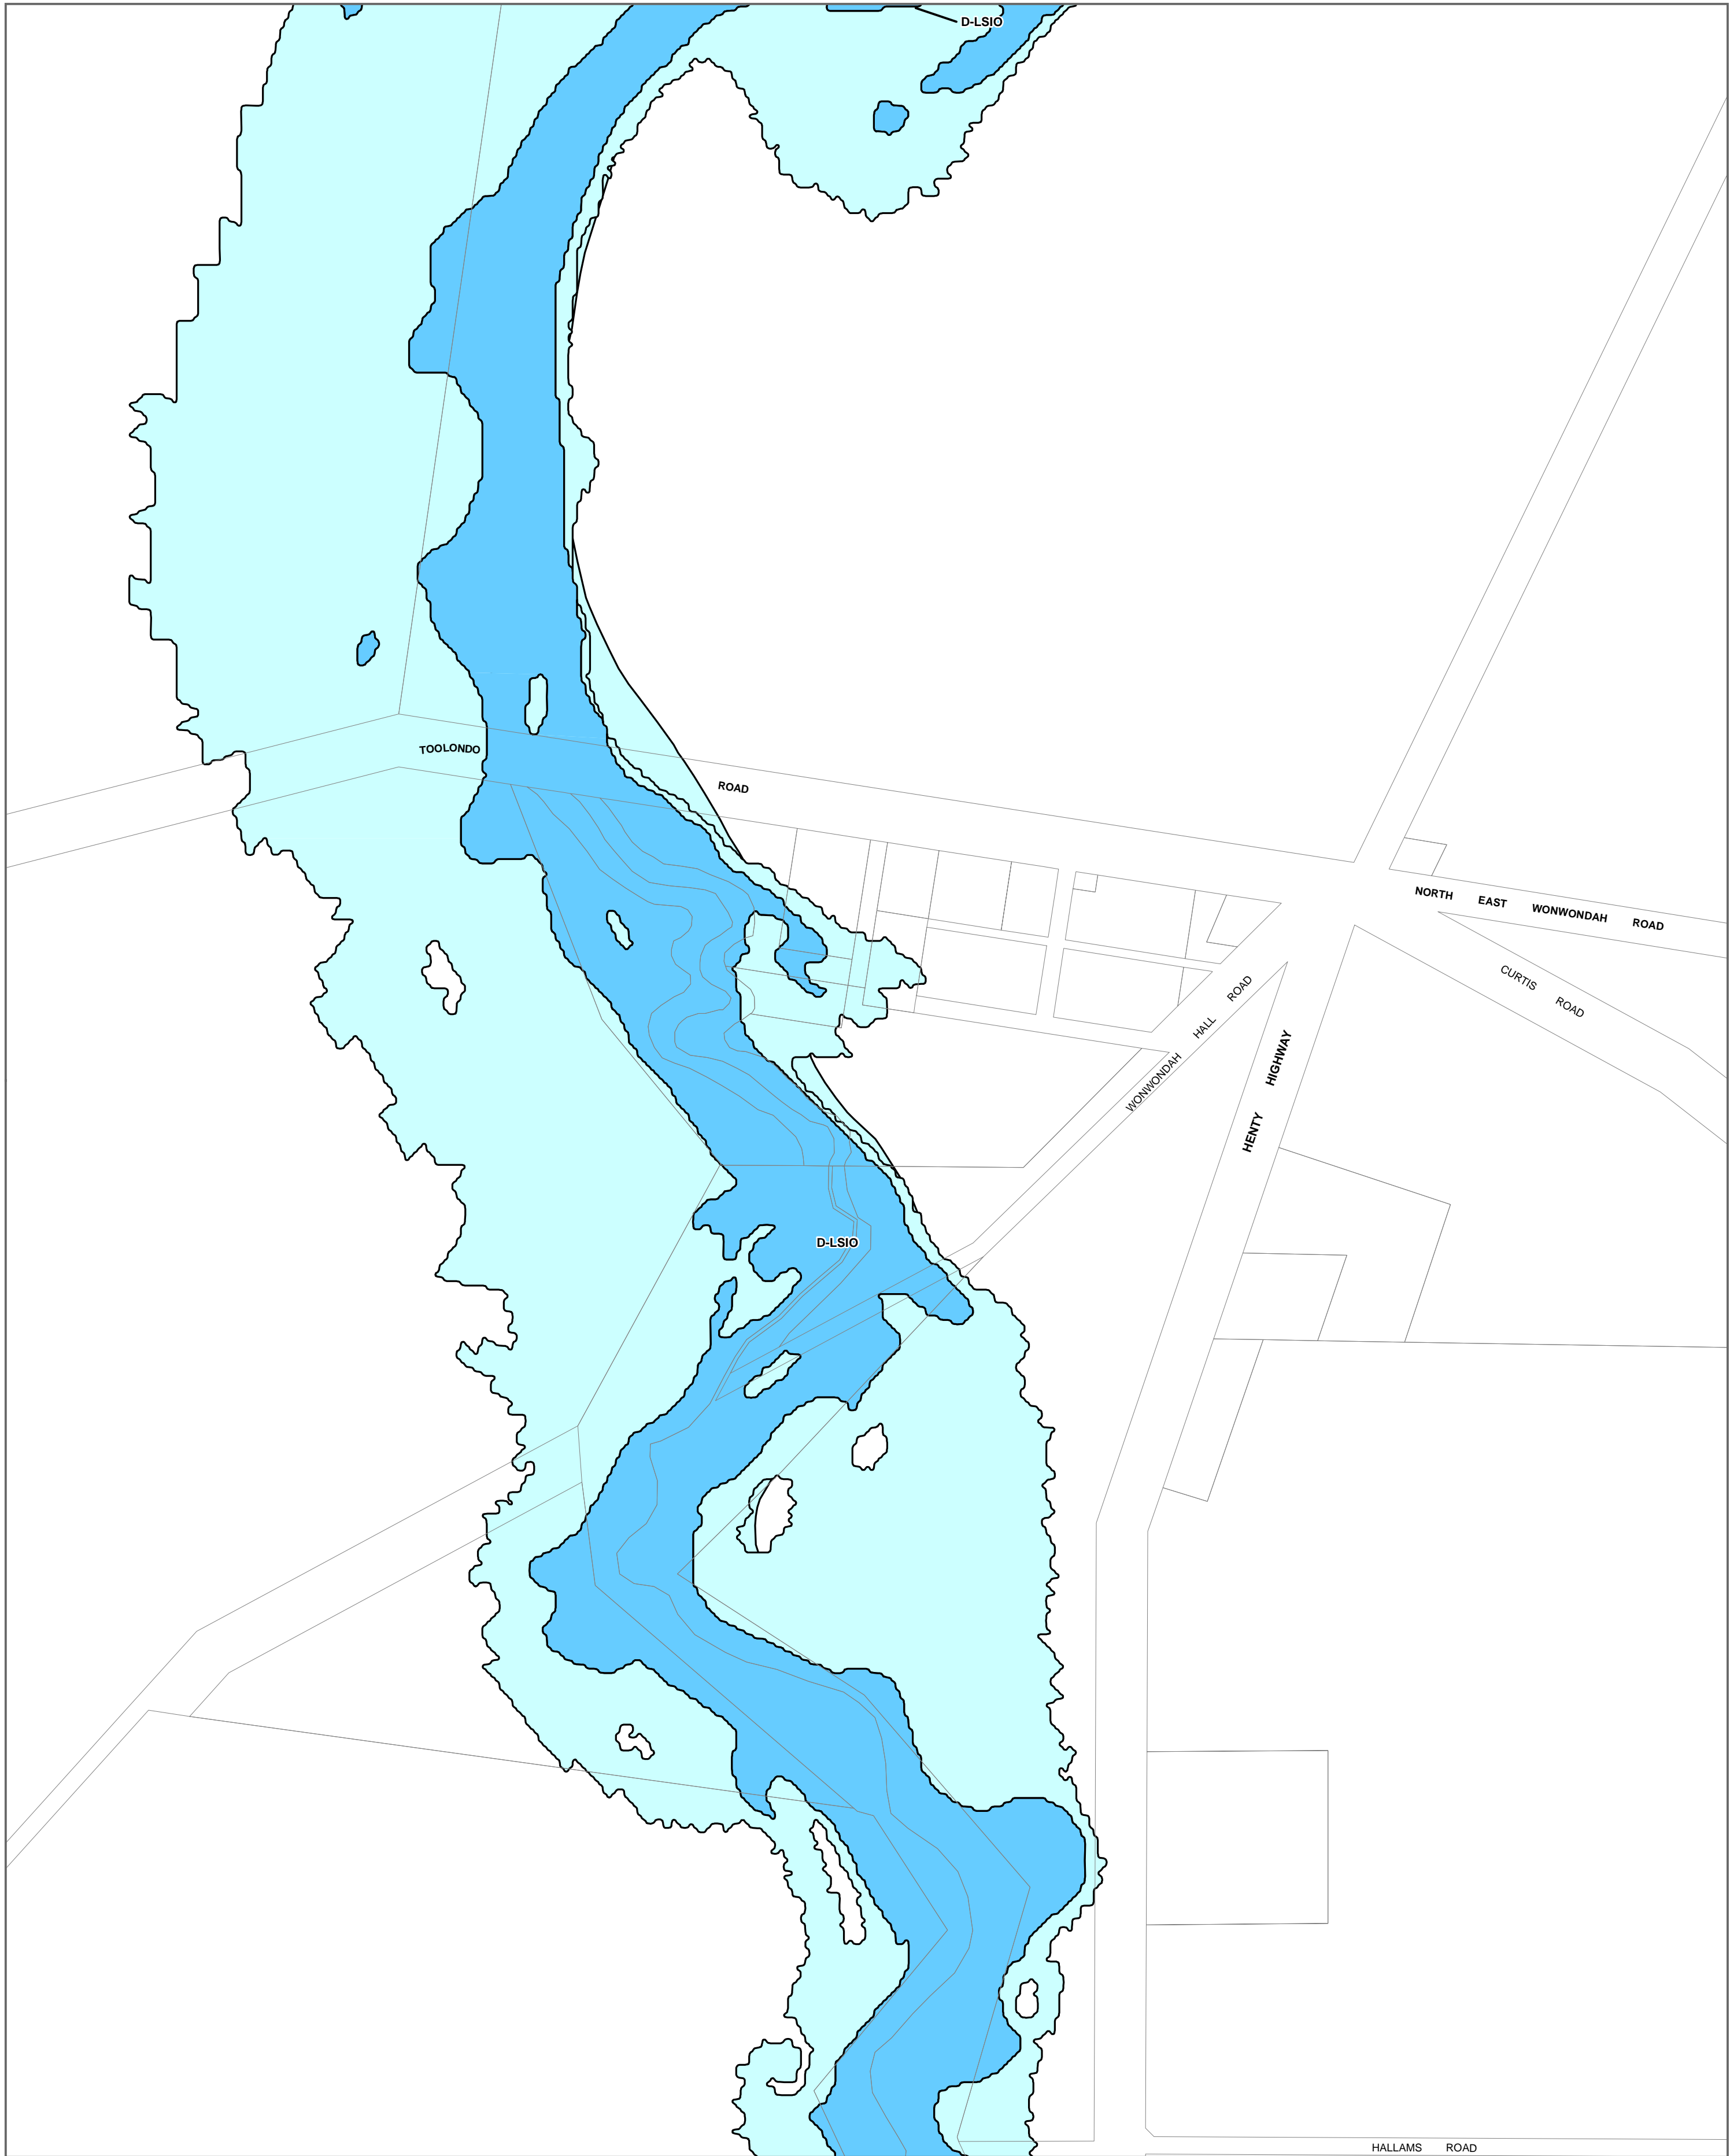 D-LSIO
TOOLONDO ROAD
NORTH EAST WONWONDAH ROAD
CURTIS ROAD
WONWONDAH HALL ROAD
HENTY HIGHWAY
D-LSIO
HALLAMS ROAD